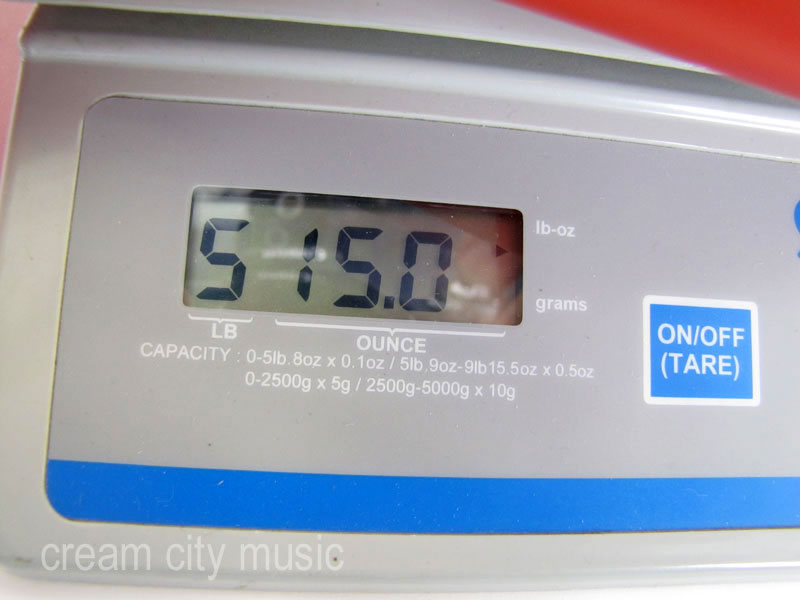 5 15.0
lb-oz
grams
LB
OUNCE
CAPACITY : 0-5lb.8oz x 0.1oz / 5lb.9oz-9lb15.5oz x 0.5oz
0-2500g x 5g / 2500g-5000g x 10g
ON/OFF
(TARE)
cream city music